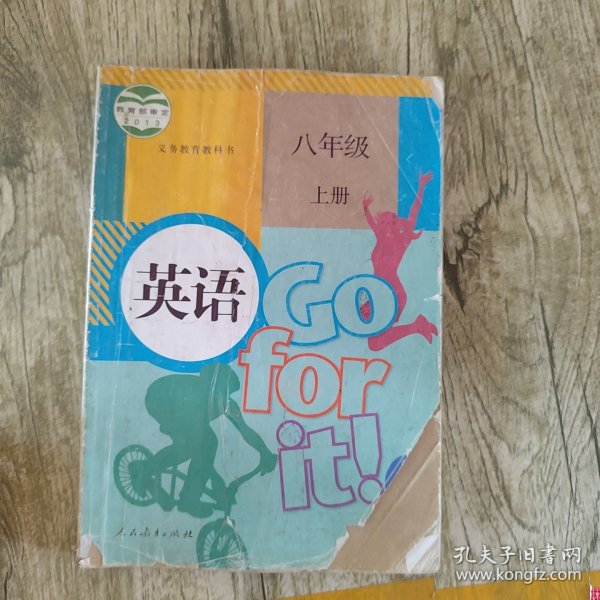 教育部审定
2013
义务教育教科书
八年级
上册
英语
Go
for
it!
人民教育出版社
孔夫子旧书网
www.kongfz.com